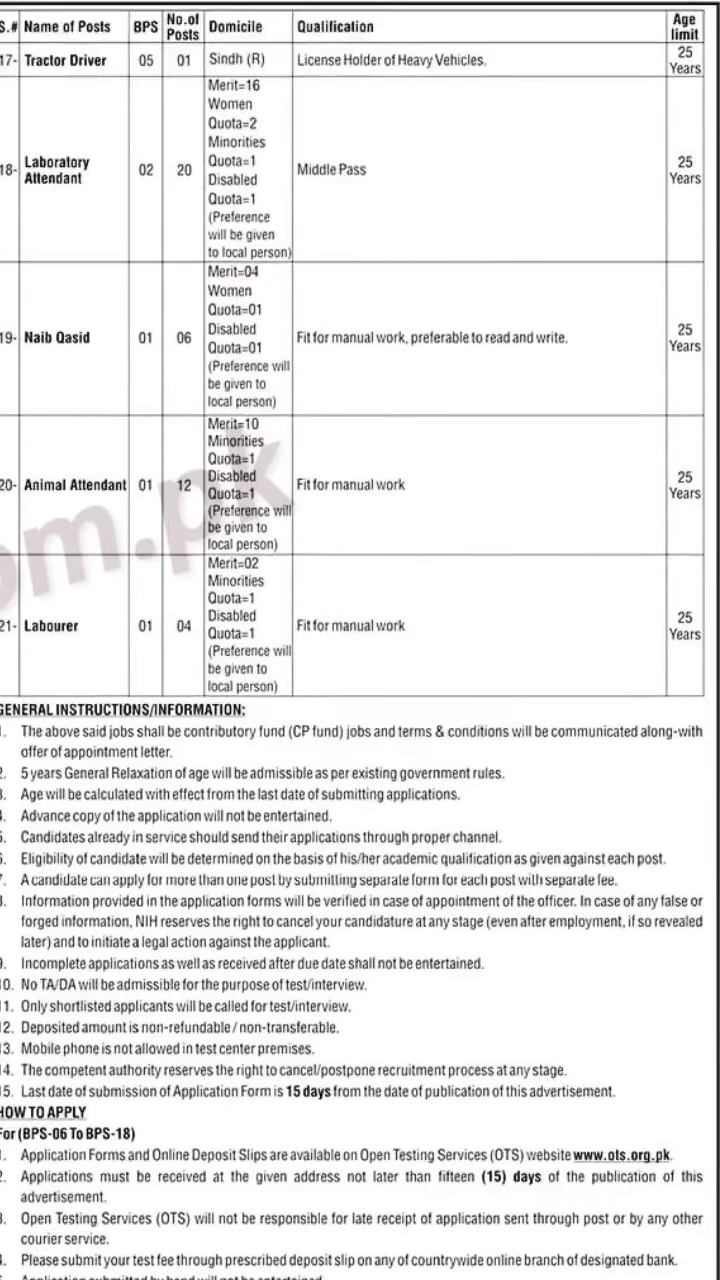 S.# Name of Posts BPS No.of Posts Domicile Qualification Age limit
17- Tractor Driver 05 01 Sindh (R) License Holder of Heavy Vehicles. 25 Years
18- Laboratory Attendant 02 20 Merit=16 Women Quota=2 Minorities Quota=1 Disabled Quota=1 (Preference will be given to local person) Middle Pass 25 Years
19- Naib Qasid 01 06 Merit=04 Women Quota=01 Disabled Quota=01 (Preference will be given to local person) Fit for manual work, preferable to read and write. 25 Years
20- Animal Attendant 01 12 Merit=10 Minorities Quota=1 Disabled Quota=1 (Preference will be given to local person) Fit for manual work 25 Years
21- Labourer 01 04 Merit=02 Minorities Quota=1 Disabled Quota=1 (Preference will be given to local person) Fit for manual work 25 Years
om.pk
GENERAL INSTRUCTIONS/INFORMATION:
1. The above said jobs shall be contributory fund (CP fund) jobs and terms & conditions will be communicated along-with
offer of appointment letter.
2. 5 years General Relaxation of age will be admissible as per existing government rules.
3. Age will be calculated with effect from the last date of submitting applications.
4. Advance copy of the application will not be entertained.
5. Candidates already in service should send their applications through proper channel.
6. Eligibility of candidate will be determined on the basis of his/her academic qualification as given against each post.
7. A candidate can apply for more than one post by submitting separate form for each post with separate fee.
8. Information provided in the application forms will be verified in case of appointment of the officer. In case of any false or
forged information, NIH reserves the right to cancel your candidature at any stage (even after employment, if so revealed
later) and to initiate a legal action against the applicant.
9. Incomplete applications as well as received after due date shall not be entertained.
10. No TA/DA will be admissible for the purpose of test/interview.
11. Only shortlisted applicants will be called for test/interview.
12. Deposited amount is non-refundable / non-transferable.
13. Mobile phone is not allowed in test center premises.
14. The competent authority reserves the right to cancel/postpone recruitment process at any stage.
15. Last date of submission of Application Form is 15 days from the date of publication of this advertisement.
HOW TO APPLY
For (BPS-06 To BPS-18)
1. Application Forms and Online Deposit Slips are available on Open Testing Services (OTS) website www.ots.org.pk.
2. Applications must be received at the given address not later than fifteen (15) days of the publication of this
advertisement.
3. Open Testing Services (OTS) will not be responsible for late receipt of application sent through post or by any other
courier service.
4. Please submit your test fee through prescribed deposit slip on any of countrywide online branch of designated bank.